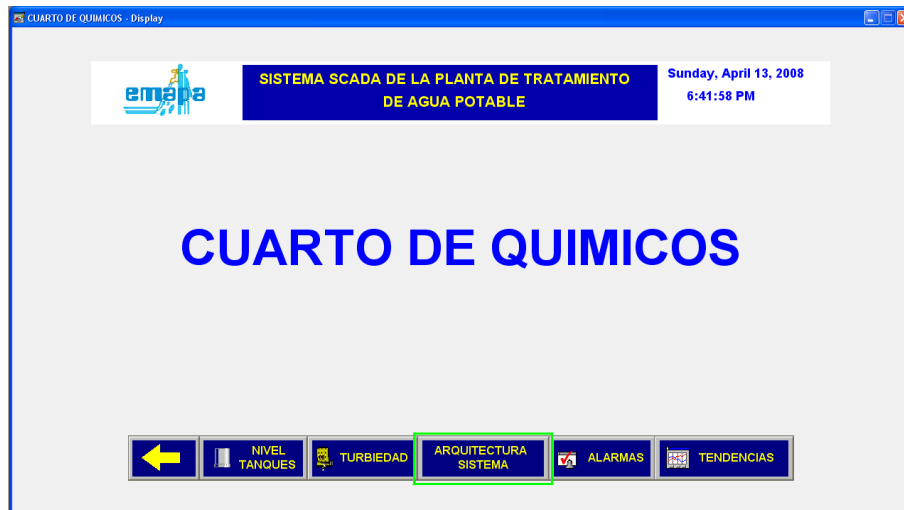 CUARTO DE QUIMICOS - Display
emapa
SISTEMA SCADA DE LA PLANTA DE TRATAMIENTO
DE AGUA POTABLE
Sunday, April 13, 2008
6:41:58 PM
CUARTO DE QUIMICOS
NIVEL
TANQUES
TURBIEDAD
ARQUITECTURA
SISTEMA
ALARMAS
TENDENCIAS